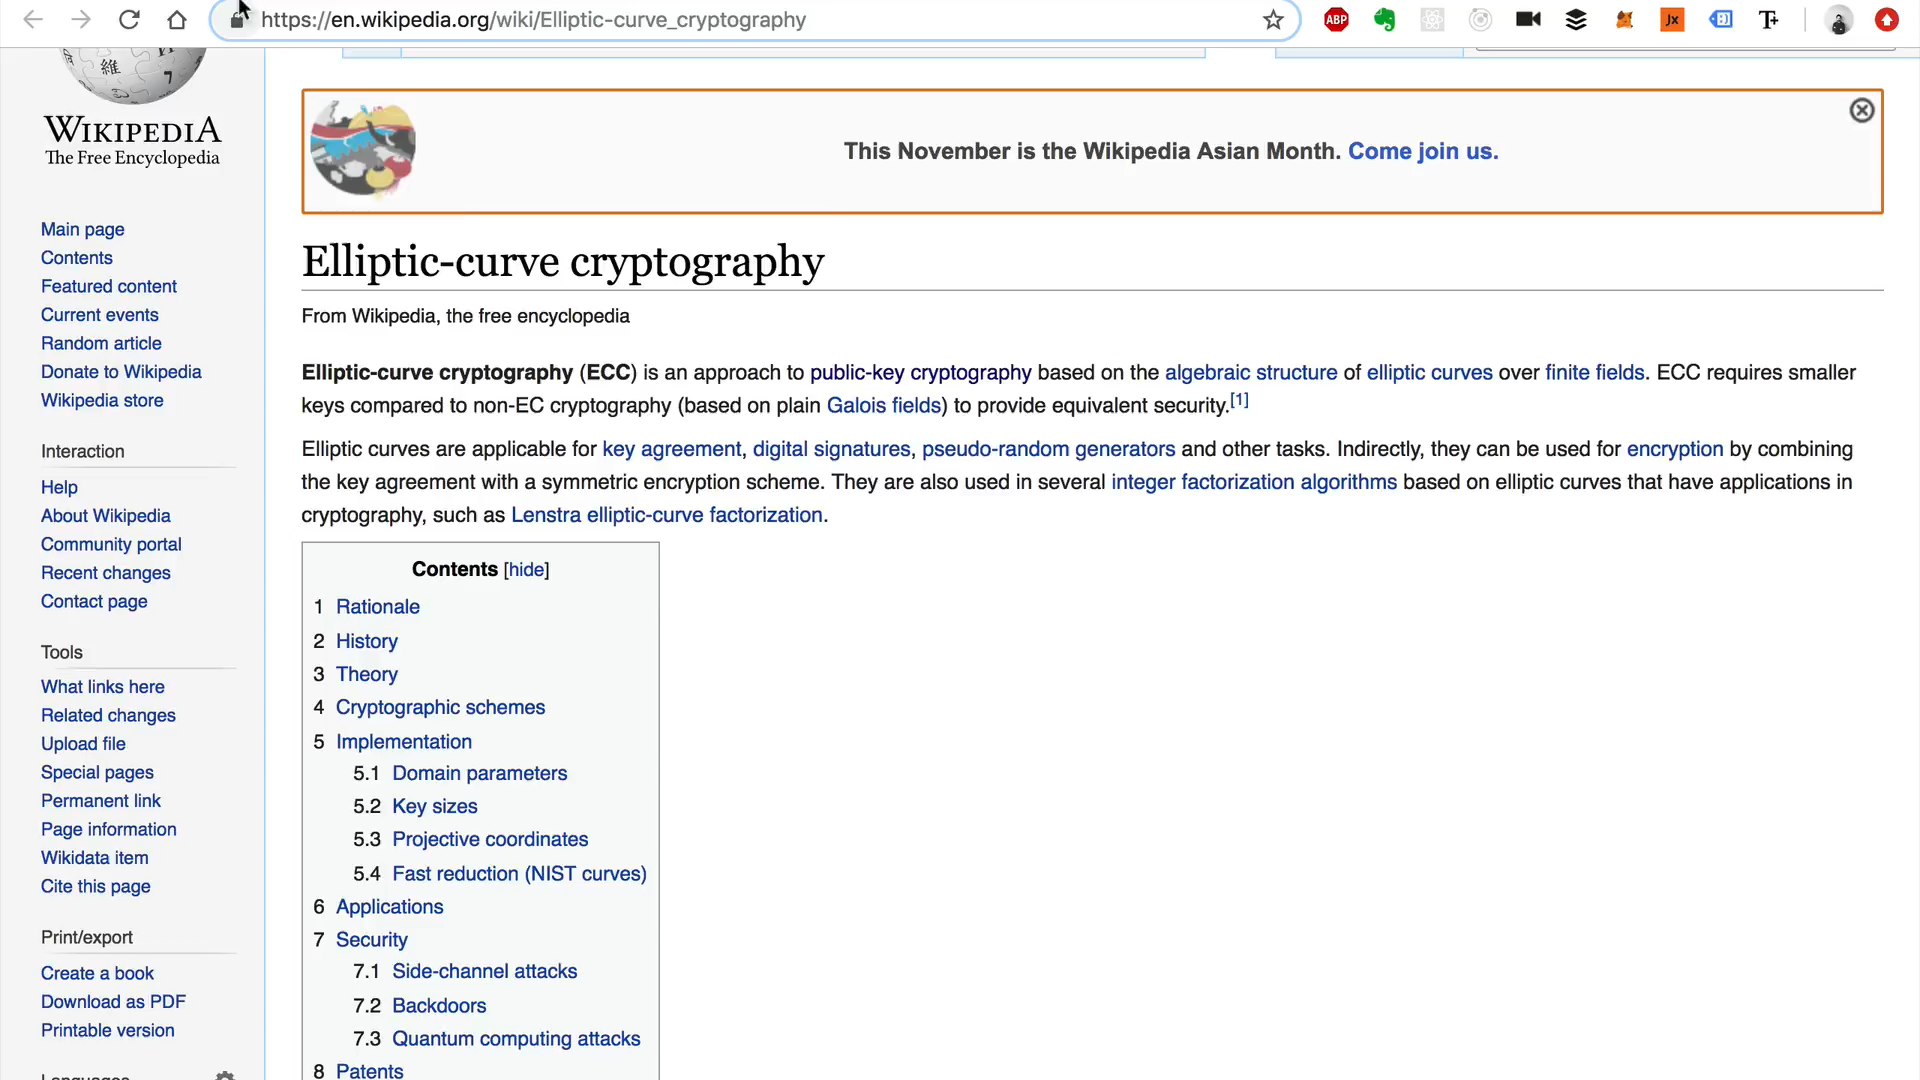 https://en.wikipedia.org/wiki/Elliptic-curve_cryptography
ABP
Jx
T+
維
WIKIPEDIA
The Free Encyclopedia
This November is the Wikipedia Asian Month. Come join us.
Main page
Contents
Featured content
Current events
Random article
Donate to Wikipedia
Wikipedia store
Interaction
Help
About Wikipedia
Community portal
Recent changes
Contact page
Tools
What links here
Related changes
Upload file
Special pages
Permanent link
Page information
Wikidata item
Cite this page
Print/export
Create a book
Download as PDF
Printable version
Languages
Elliptic-curve cryptography
From Wikipedia, the free encyclopedia
Elliptic-curve cryptography (ECC) is an approach to public-key cryptography based on the algebraic structure of elliptic curves over finite fields. ECC requires smaller
keys compared to non-EC cryptography (based on plain Galois fields) to provide equivalent security.[1]
Elliptic curves are applicable for key agreement, digital signatures, pseudo-random generators and other tasks. Indirectly, they can be used for encryption by combining
the key agreement with a symmetric encryption scheme. They are also used in several integer factorization algorithms based on elliptic curves that have applications in
cryptography, such as Lenstra elliptic-curve factorization.
Contents [hide]
1 Rationale
2 History
3 Theory
4 Cryptographic schemes
5 Implementation
5.1 Domain parameters
5.2 Key sizes
5.3 Projective coordinates
5.4 Fast reduction (NIST curves)
6 Applications
7 Security
7.1 Side-channel attacks
7.2 Backdoors
7.3 Quantum computing attacks
8 Patents